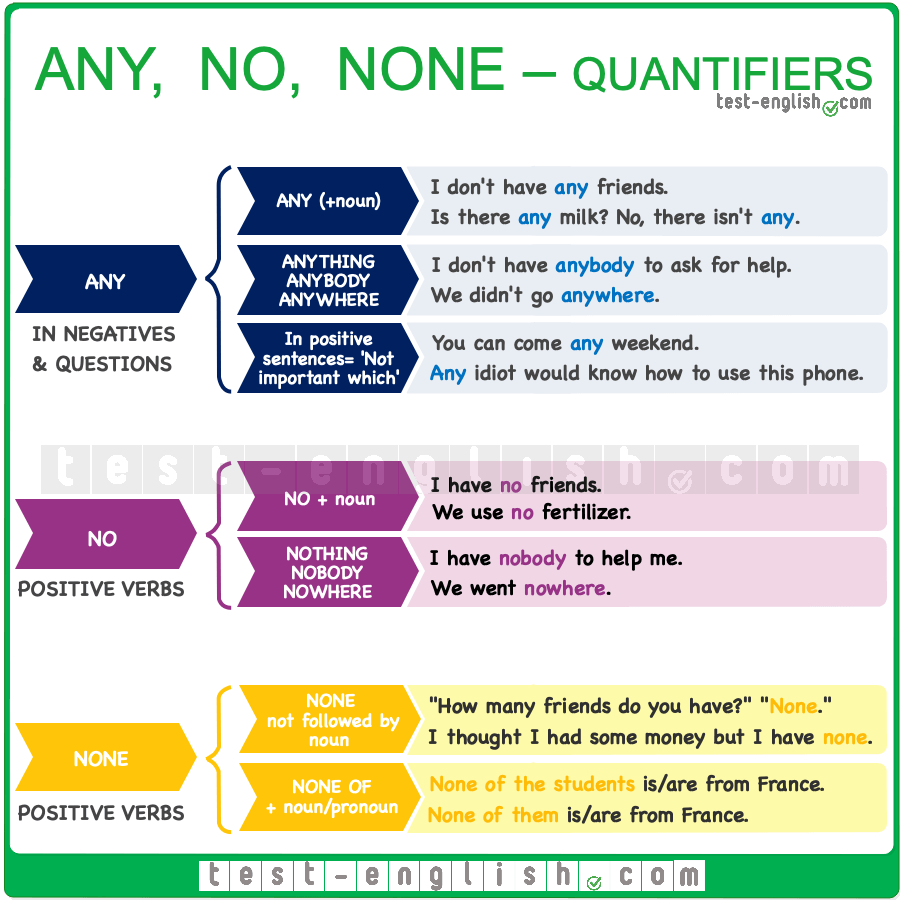 ANY, NO, NONE – QUANTIFIERS
test-english.com
ANY
IN NEGATIVES
& QUESTIONS
ANY (+noun)
I don't have any friends.
Is there any milk? No, there isn't any.
ANYTHING
ANYBODY
ANYWHERE
I don't have anybody to ask for help.
We didn't go anywhere.
In positive
sentences= 'Not
important which'
You can come any weekend.
Any idiot would know how to use this phone.
test-english.com
NO
POSITIVE VERBS
NO + noun
I have no friends.
We use no fertilizer.
NOTHING
NOBODY
NOWHERE
I have nobody to help me.
We went nowhere.
NONE
POSITIVE VERBS
NONE
not followed by
noun
"How many friends do you have?" "None."
I thought I had some money but I have none.
NONE OF
+ noun/pronoun
None of the students is/are from France.
None of them is/are from France.
test-english.com